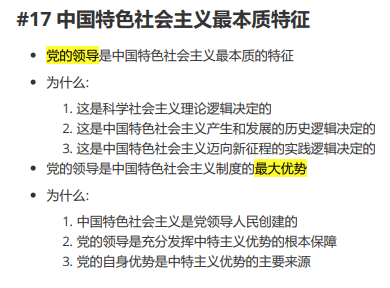 #17 中国特色社会主义最本质特征
党的领导是中国特色社会主义最本质的特征
为什么:
1. 这是科学社会主义理论逻辑决定的
2. 这是中国特色社会主义产生和发展的历史逻辑决定的
3. 这是中国特色社会主义迈向新征程的实践逻辑决定的
党的领导是中国特色社会主义制度的最大优势
为什么:
1. 中国特色社会主义是党领导人民创建的
2. 党的领导是充分发挥中特主义优势的根本保障
3. 党的自身优势是中特主义优势的主要来源